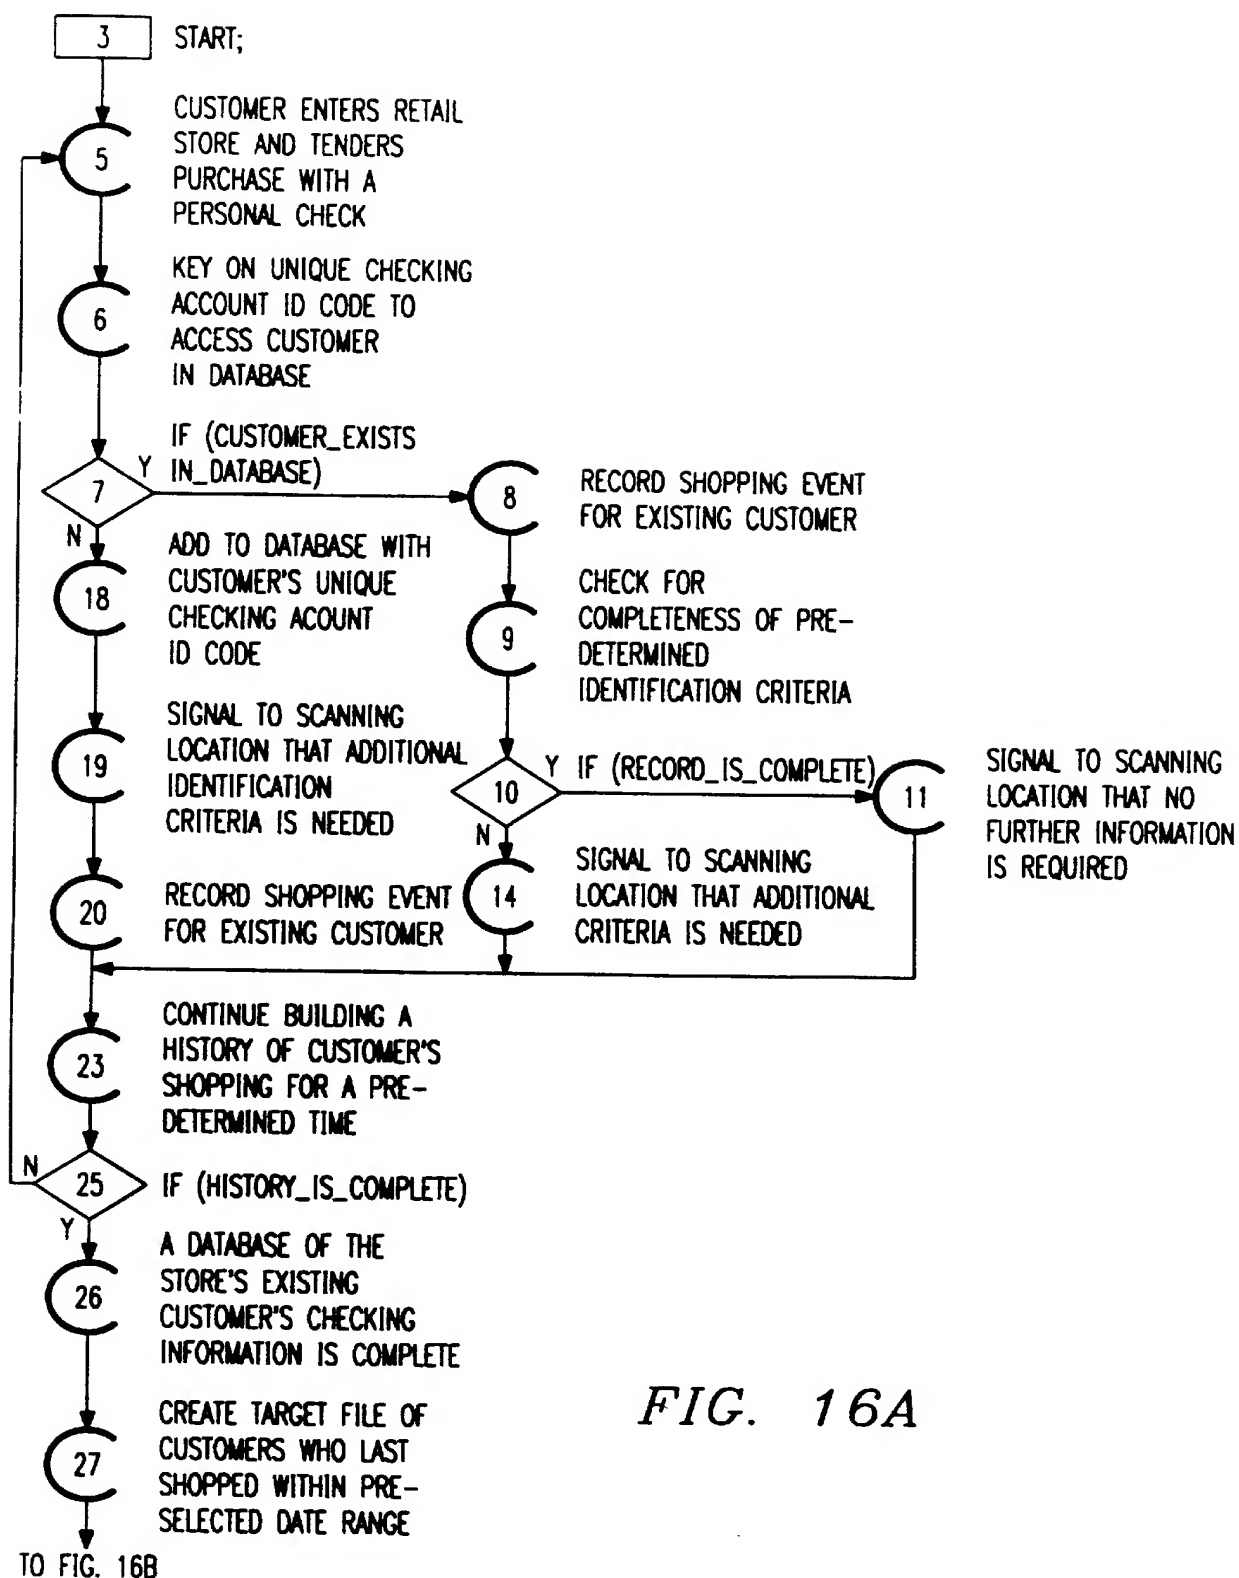 3 START;
CUSTOMER ENTERS RETAIL
STORE AND TENDERS
5
PURCHASE WITH A
PERSONAL CHECK
KEY ON UNIQUE CHECKING
ACCOUNT ID CODE TO
6
ACCESS CUSTOMER
IN DATABASE
IF (CUSTOMER_EXISTS
Y IN_DATABASE)
7
N
8
RECORD SHOPPING EVENT
FOR EXISTING CUSTOMER
ADD TO DATABASE WITH
CUSTOMER'S UNIQUE
18
CHECKING ACOUNT
ID CODE
CHECK FOR
COMPLETENESS OF PRE-
9
DETERMINED
IDENTIFICATION CRITERIA
SIGNAL TO SCANNING
LOCATION THAT ADDITIONAL
19
IDENTIFICATION
CRITERIA IS NEEDED
Y IF (RECORD_IS_COMPLETE)
10
N
11
SIGNAL TO SCANNING
LOCATION THAT NO
FURTHER INFORMATION
IS REQUIRED
20
RECORD SHOPPING EVENT
FOR EXISTING CUSTOMER
14
SIGNAL TO SCANNING
LOCATION THAT ADDITIONAL
CRITERIA IS NEEDED
CONTINUE BUILDING A
HISTORY OF CUSTOMER'S
23
SHOPPING FOR A PRE-
DETERMINED TIME
N
25 IF (HISTORY_IS_COMPLETE)
Y
A DATABASE OF THE
STORE'S EXISTING
26
CUSTOMER'S CHECKING
INFORMATION IS COMPLETE
CREATE TARGET FILE OF
CUSTOMERS WHO LAST
27
SHOPPED WITHIN PRE-
SELECTED DATE RANGE
TO FIG. 16B
FIG. 16A